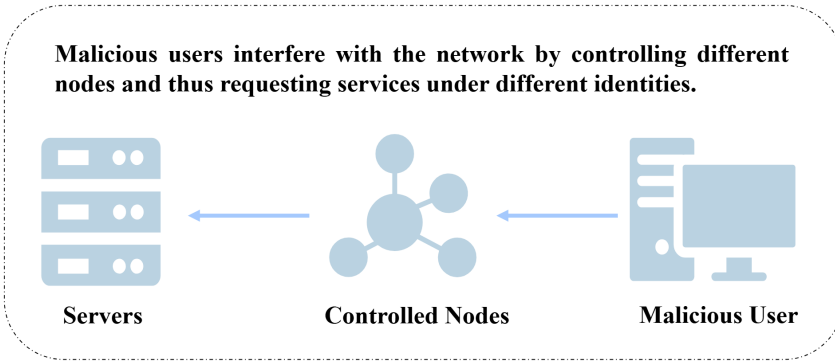 Malicious users interfere with the network by controlling different
nodes and thus requesting services under different identities.
Servers
Controlled Nodes
Malicious User